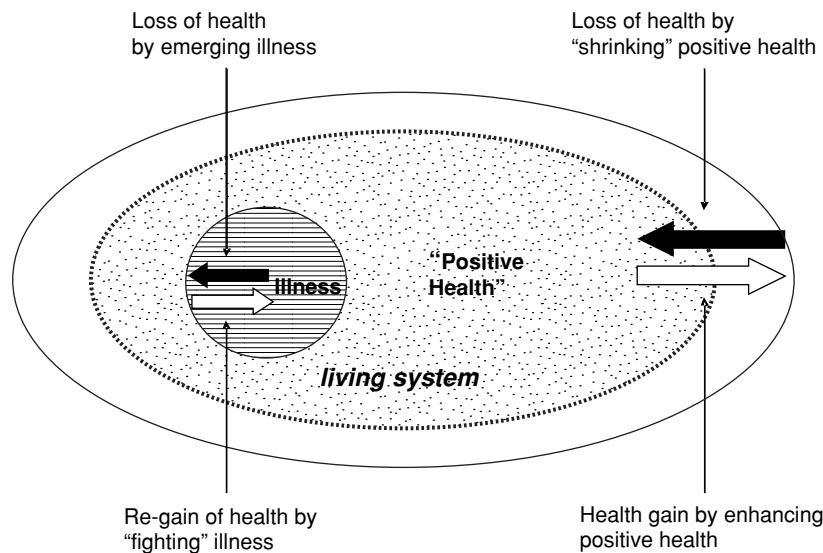 Loss of health
by emerging illness
Loss of health by
“shrinking” positive health
“Positive
Health”
Illness
living system
Re-gain of health by
“fighting” illness
Health gain by enhancing
positive health